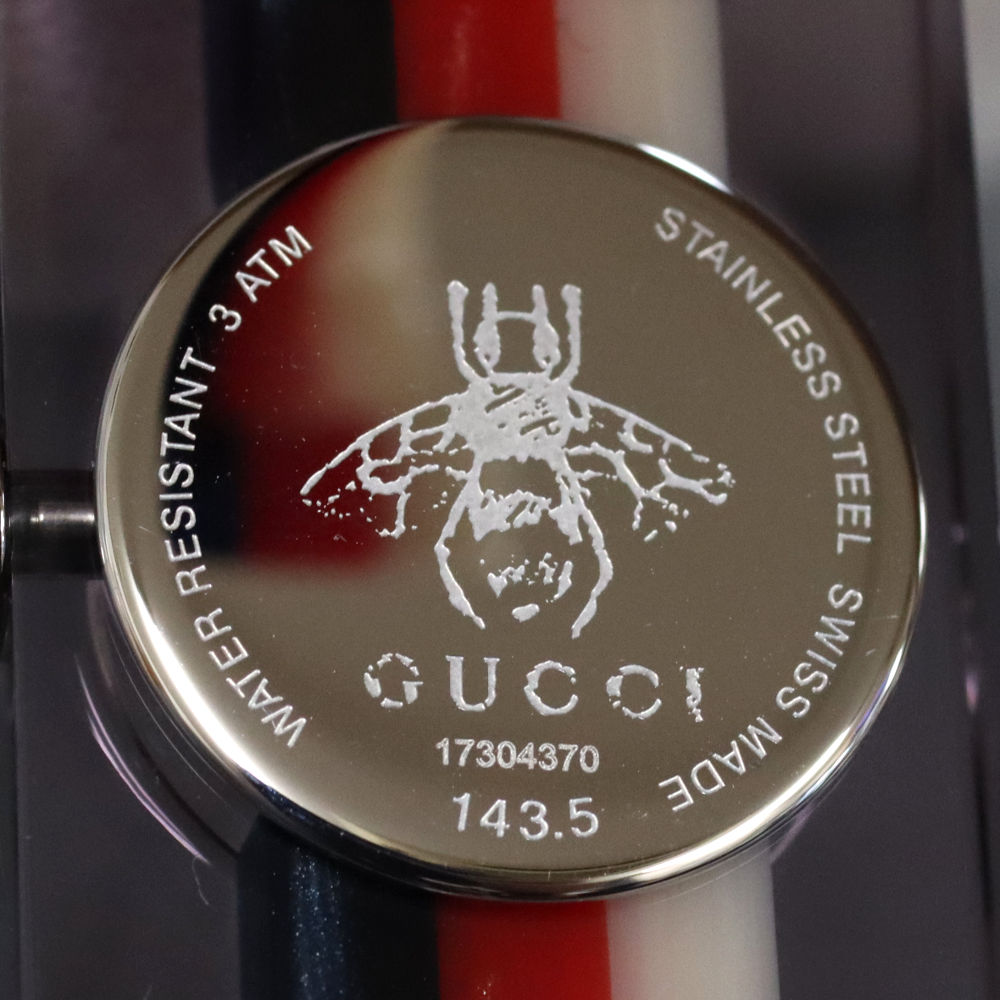 WATER RESISTANT 3 ATM
STAINLESS STEEL SWISS MADE
GUCCI
17304370
143.5